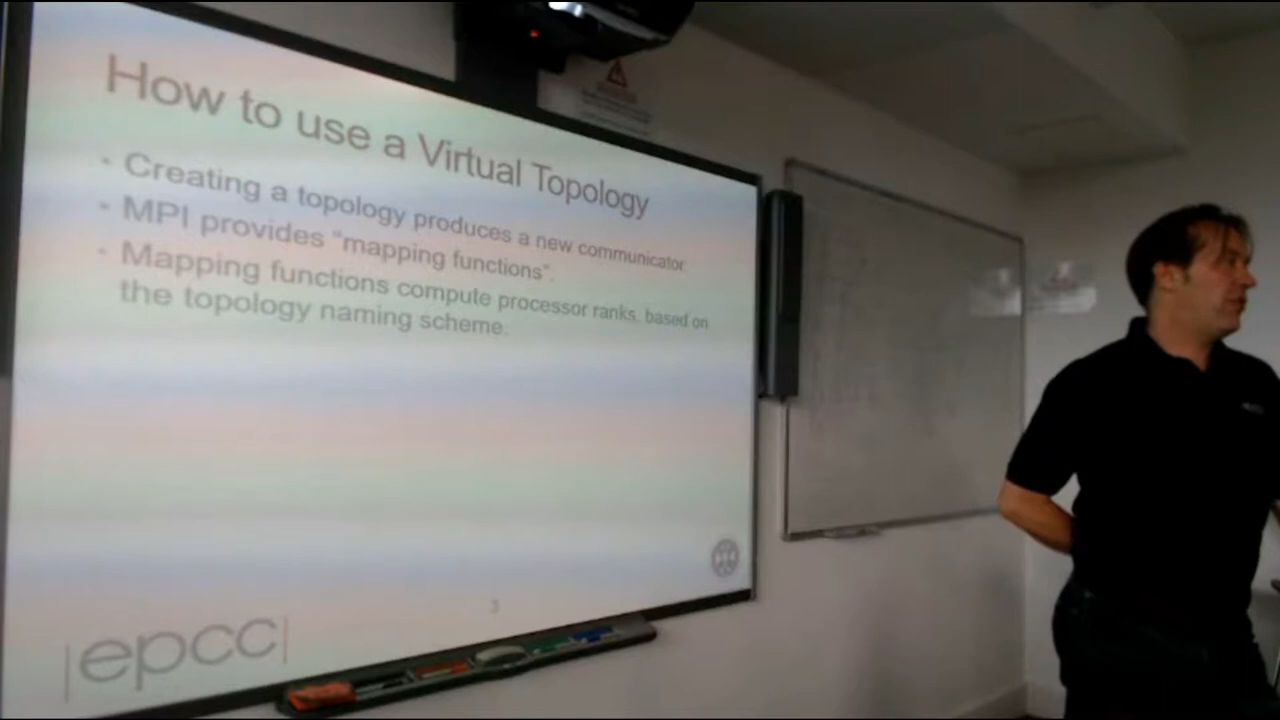 How to use a Virtual Topology
• Creating a topology produces a new communicator.
• MPI provides "mapping functions".
• Mapping functions compute processor ranks, based on
the topology naming scheme.
3
|epcc|